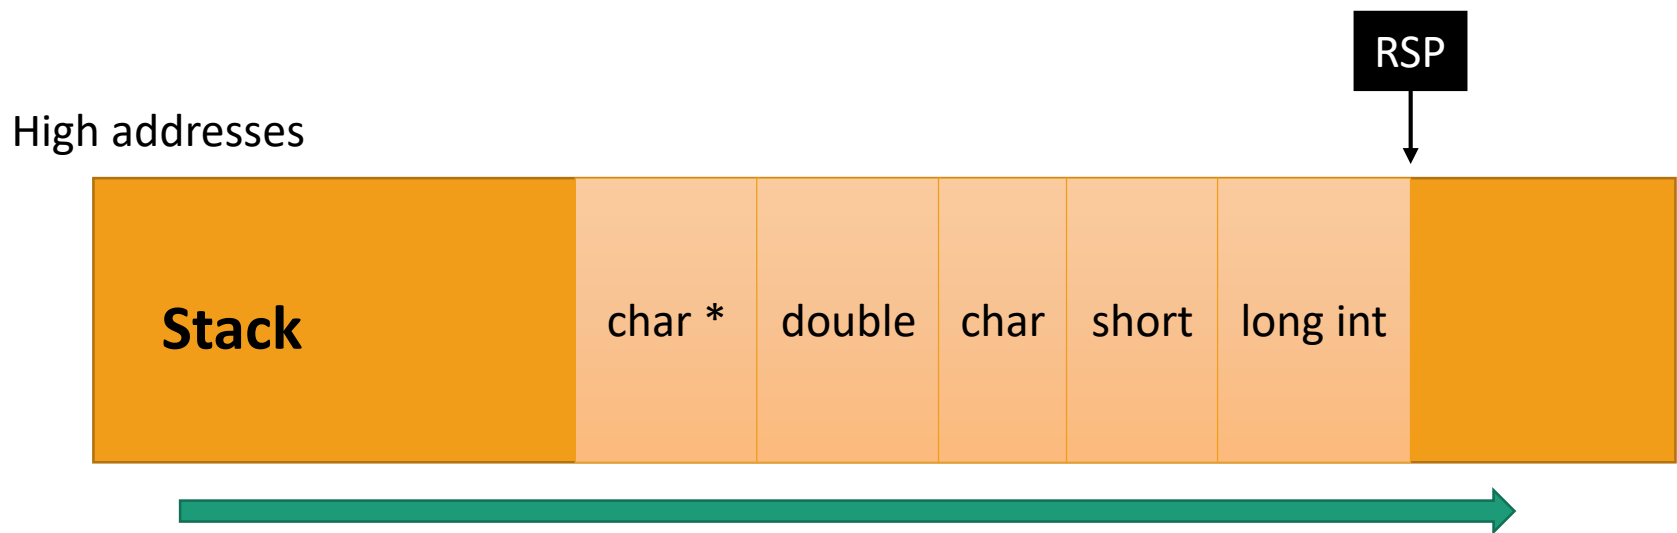 RSP
High addresses
Stack
char *
double
char
short
long int